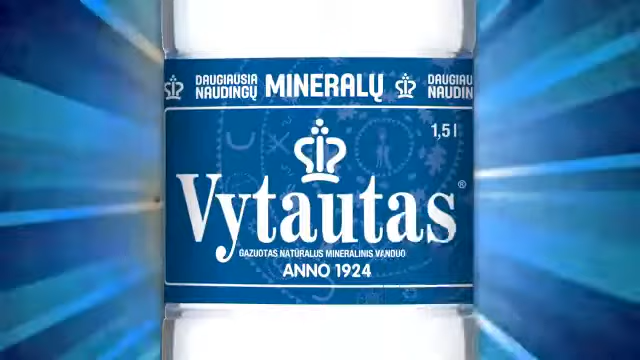 DAUGIAUSIA NAUDINGŲ MINERALŲ DAUGIAU NAUDIN
1,5 l
Vytautas®
GAZUOTAS NATŪRALUS MINERALINIS VANDUO
ANNO 1924